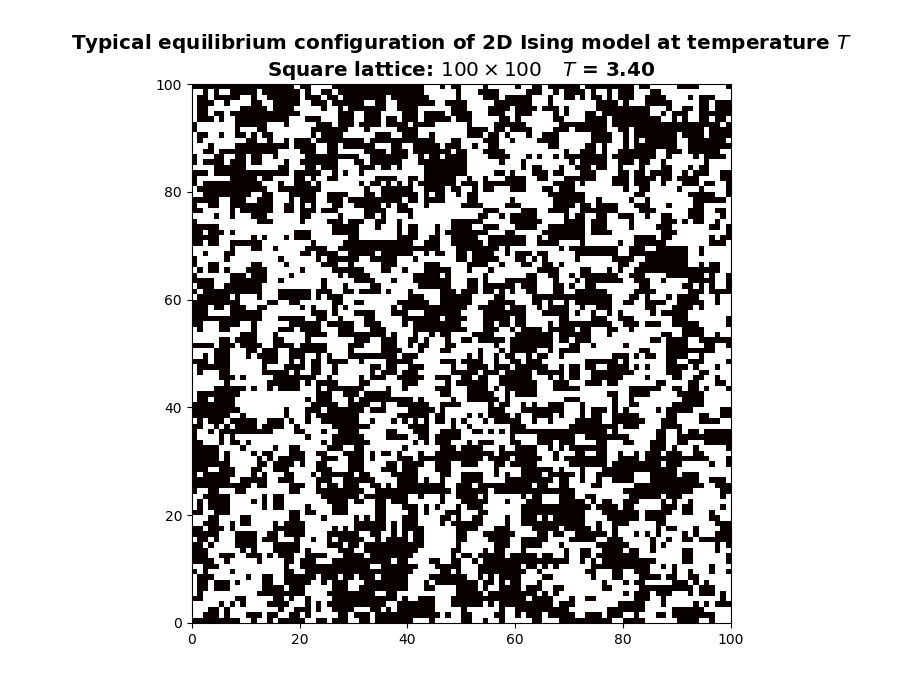 Typical equilibrium configuration of 2D Ising model at temperature T
Square lattice: 100 × 100 T = 3.40
100
80
60
40
20
0
0 20 40 60 80 100